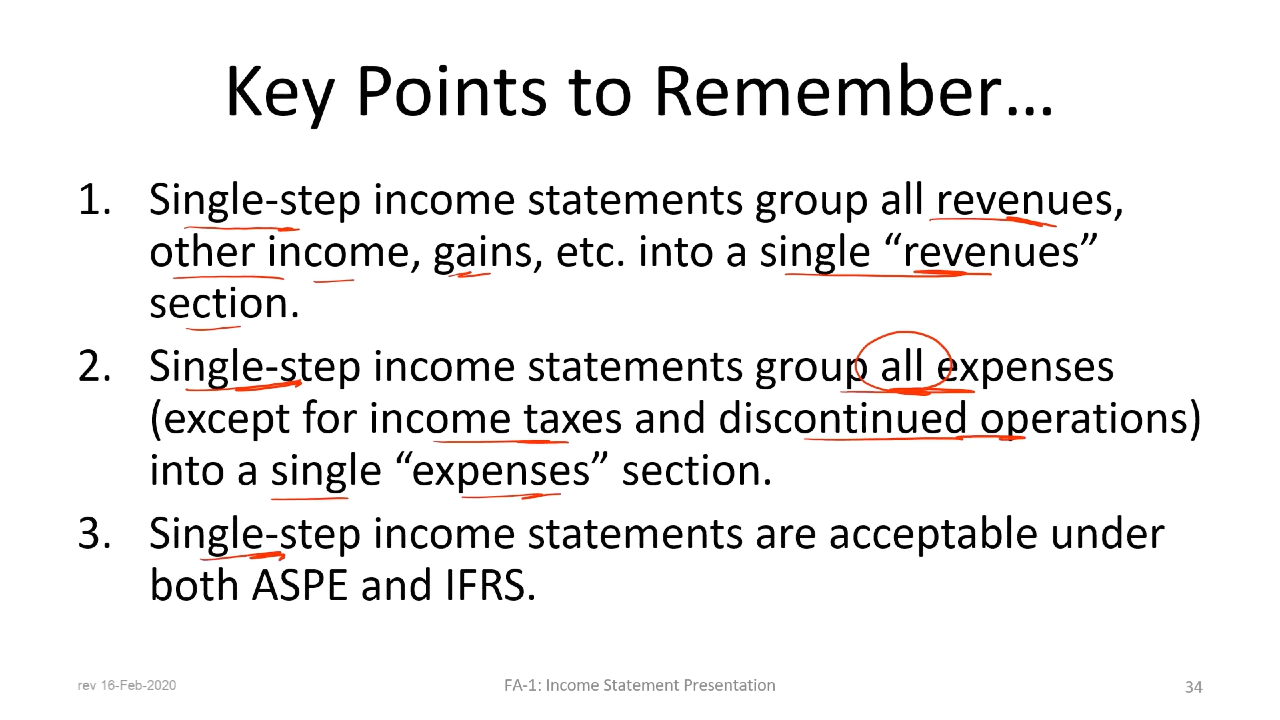 Key Points to Remember...
1. Single-step income statements group all revenues,
other income, gains, etc. into a single “revenues”
section.
2. Single-step income statements group all expenses
(except for income taxes and discontinued operations)
into a single “expenses” section.
3. Single-step income statements are acceptable under
both ASPE and IFRS.
rev 16-Feb-2020
FA-1: Income Statement Presentation
34